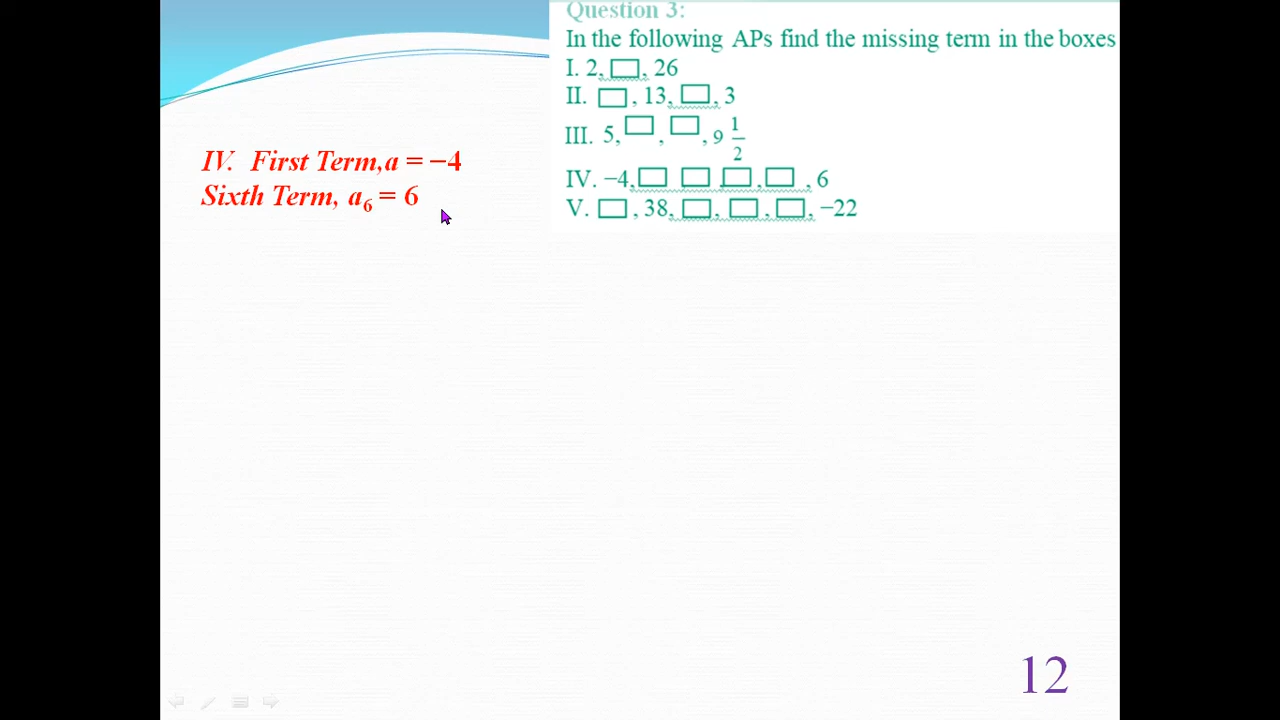 Question 3:
In the following APs find the missing term in the boxes
I. 2, □, 26
II. □, 13, □, 3
III. 5, □, □, 9 1/2
IV. −4, □ □ □, □, 6
V. □, 38, □, □, □, −22
IV. First Term,a = −4
Sixth Term, a₆ = 6
12